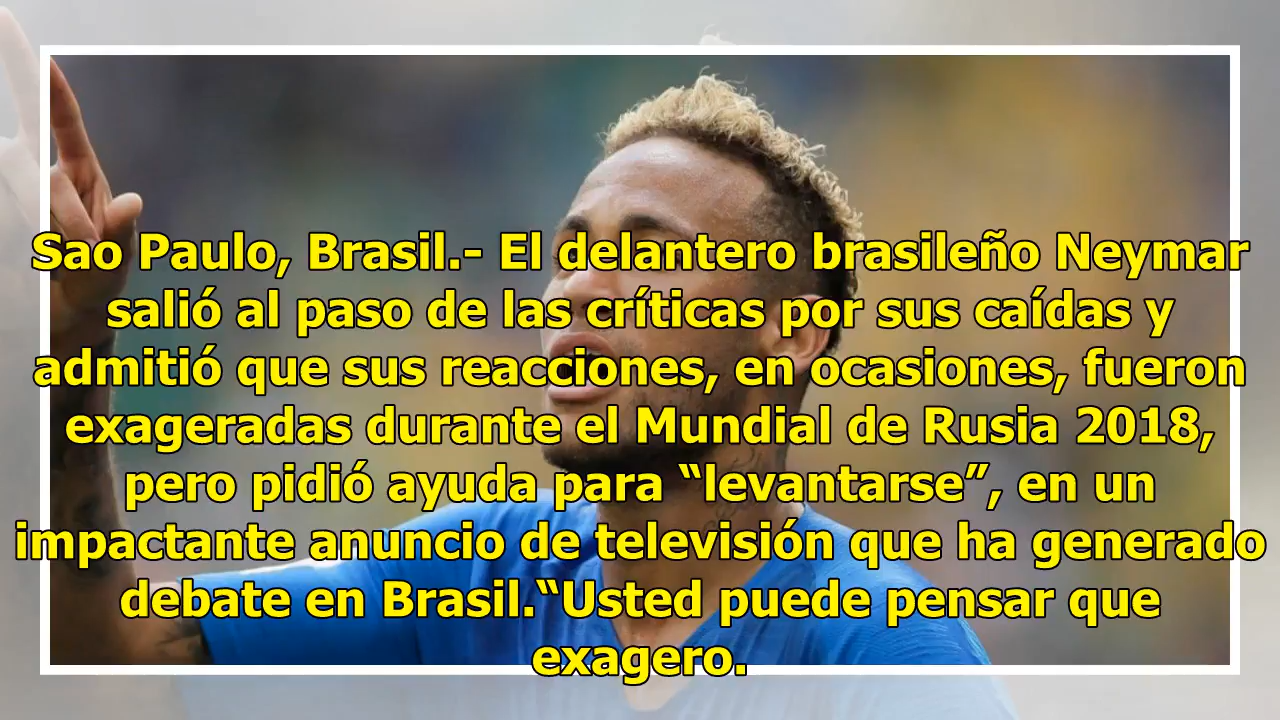 Sao Paulo, Brasil.- El delantero brasileño Neymar
salió al paso de las críticas por sus caídas y
admitió que sus reacciones, en ocasiones, fueron
exageradas durante el Mundial de Rusia 2018,
pero pidió ayuda para “levantarse”, en un
impactante anuncio de televisión que ha generado
debate en Brasil.“Usted puede pensar que
exagero.